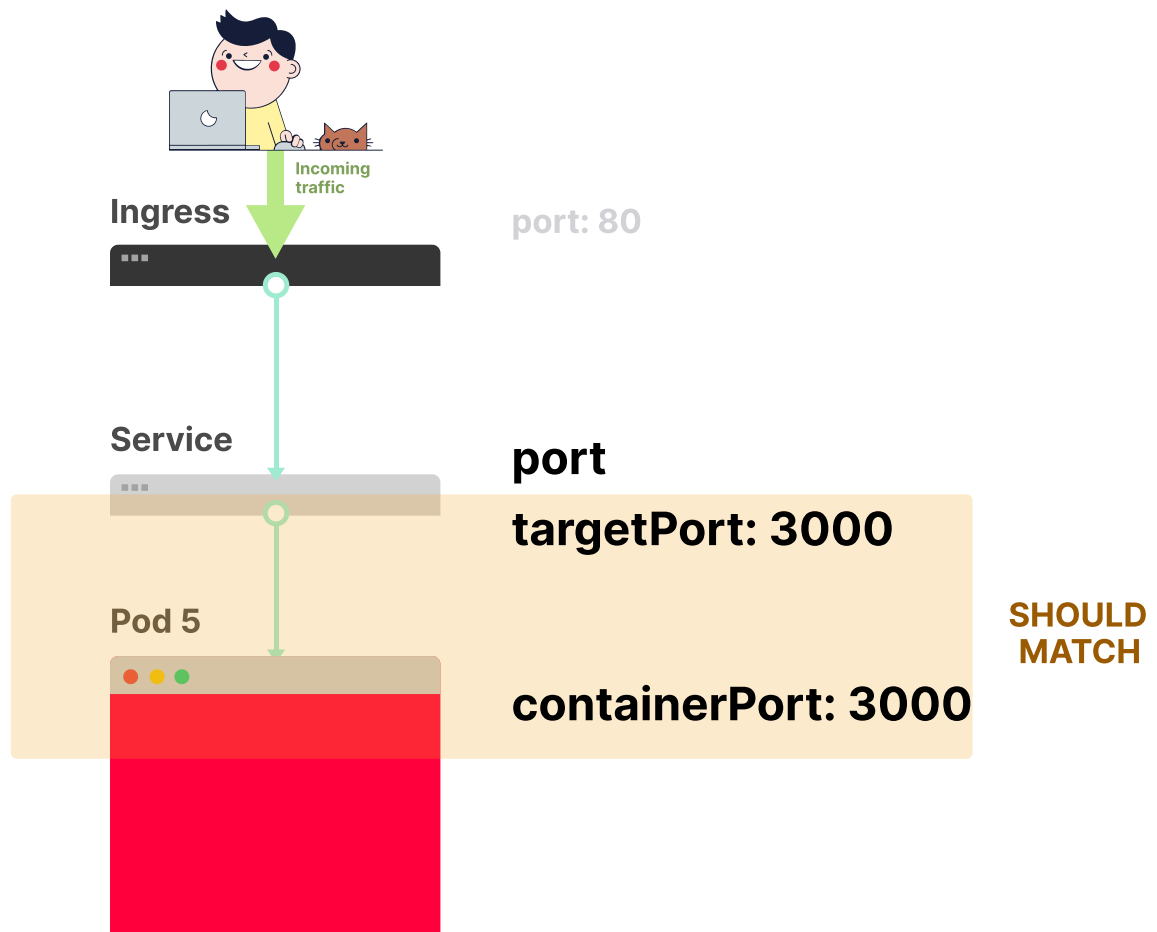 Incoming
traffic
Ingress
port: 80
Service
port
targetPort: 3000
Pod 5
SHOULD
MATCH
containerPort: 3000